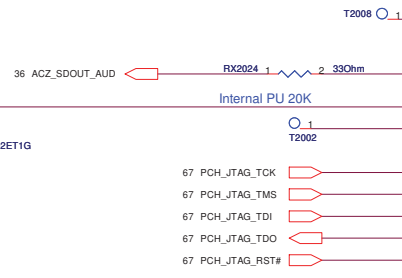 T2008 1
36 ACZ_SDOUT_AUD RX2024 1 2 33Ohm
Internal PU 20K
1
T2002
2ET1G
67 PCH_JTAG_TCK
67 PCH_JTAG_TMS
67 PCH_JTAG_TDI
67 PCH_JTAG_TDO
67 PCH_JTAG_RST#